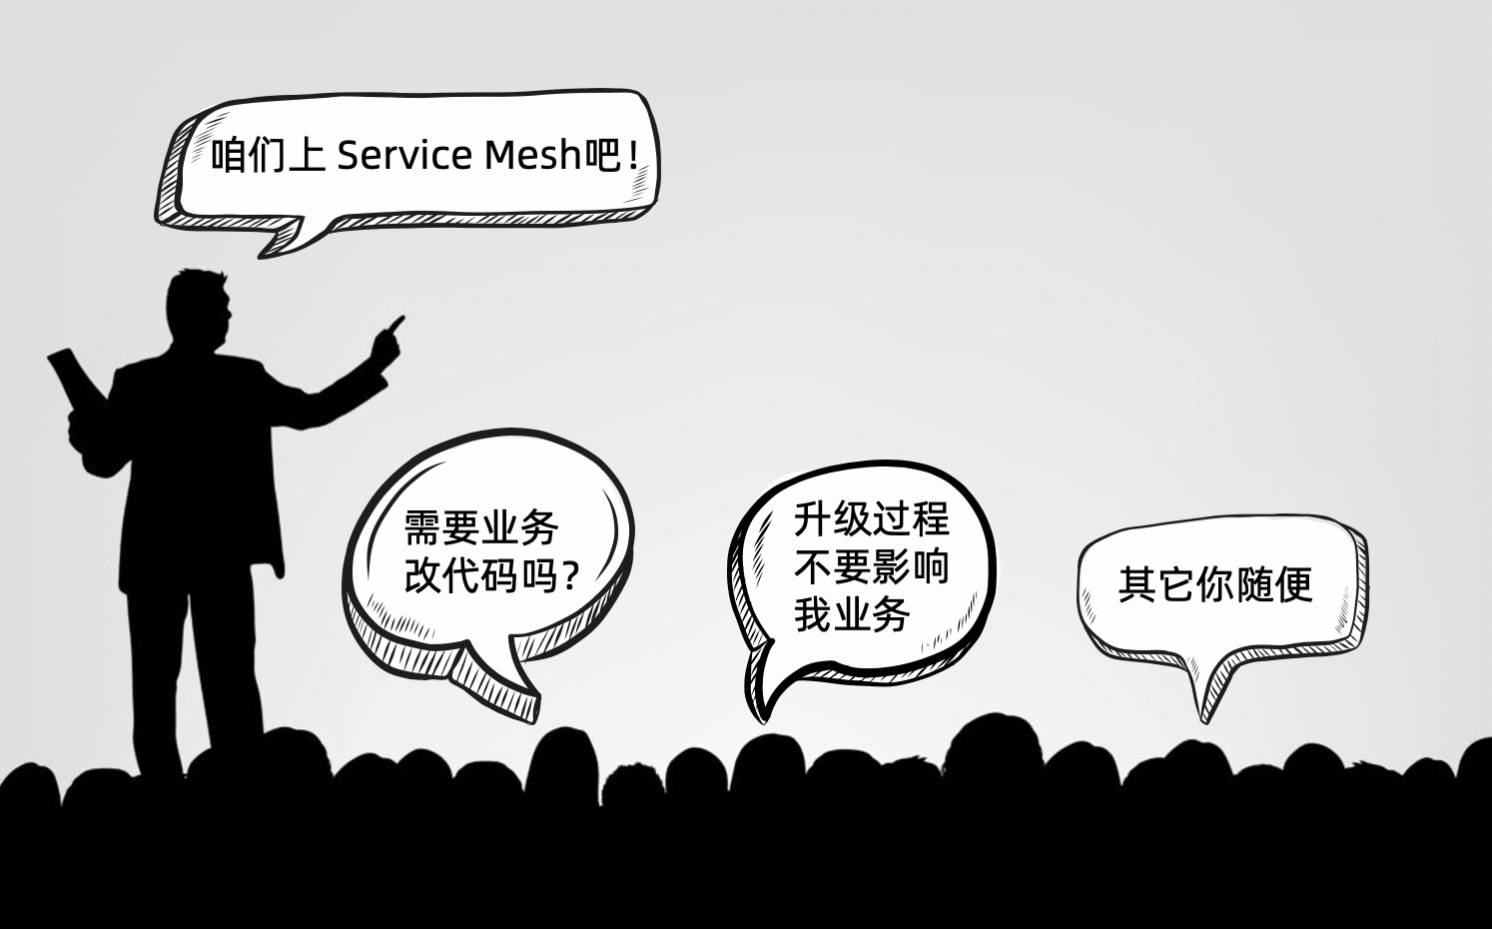 咱们上 Service Mesh吧！
需要业务
改代码吗？
升级过程
不要影响
我业务
其它你随便